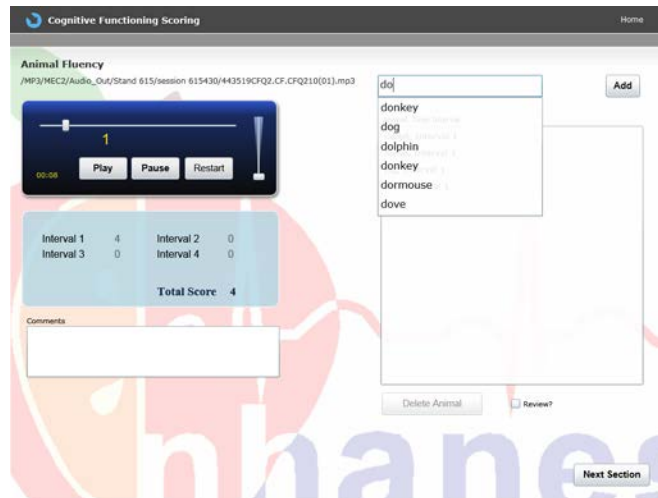 Cognitive Functioning Scoring
Home
Animal Fluency
/MP3/MEC2/Audio_Out/Stand 615/session 615430/443519CFQ2.CF.CFQ210(01).mp3
do
Add
donkey
dog
dolphin
donkey
dormouse
dove
1
00:08
Play Pause Restart
Interval 1 4 Interval 2 0
Interval 3 0 Interval 4 0
Total Score 4
Comments
Delete Animal
Review?
Next Section
nhanes